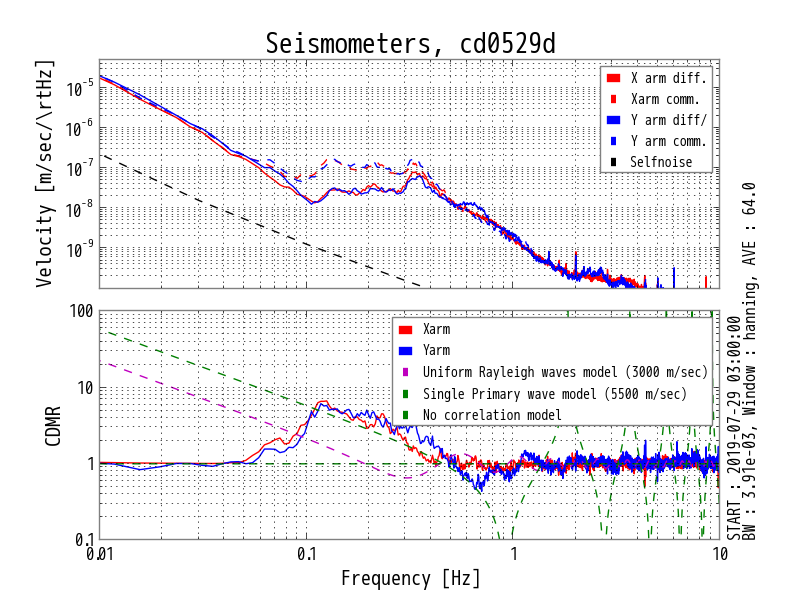 Seismometers, cd0529d
Velocity [m/sec/\rtHz]
10^-5
10^-6
10^-7
10^-8
10^-9
X arm diff.
Xarm comm.
Y arm diff/
Y arm comm.
Selfnoise
CDMR
100
10
1
0.1
Xarm
Yarm
Uniform Rayleigh waves model (3000 m/sec)
Single Primary wave model (5500 m/sec)
No correlation model
0.01
0.1
1
10
Frequency [Hz]
START : 2019-07-29 03:00:00
BW : 3.91e-03, Window : hanning, AVE : 64.0